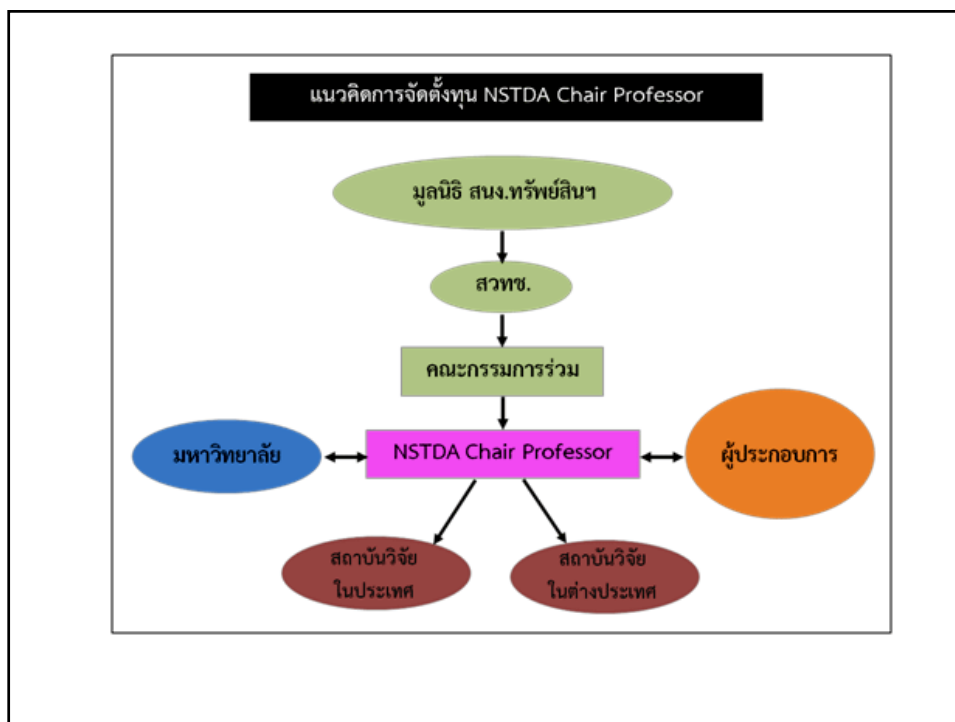 แนวคิดการจัดตั้งทุน NSTDA Chair Professor
มูลนิธิ สนง.ทรัพย์สินฯ
สวทช.
คณะกรรมการร่วม
มหาวิทยาลัย
NSTDA Chair Professor
ผู้ประกอบการ
สถาบันวิจัย
ในประเทศ
สถาบันวิจัย
ในต่างประเทศ